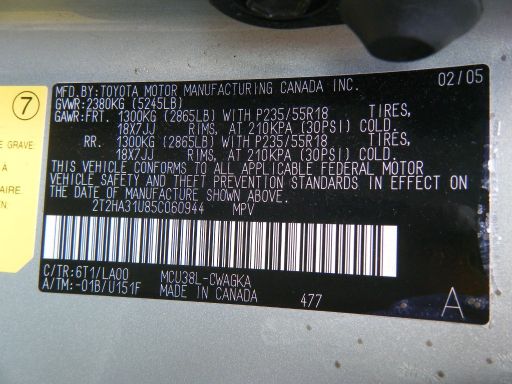 MFD.BY:TOYOTA MOTOR MANUFACTURING CANADA INC. 02/05
GVWR:2380KG (5245LB)
GAWR:FRT. 1300KG (2865LB) WITH P235/55R18 TIRES,
18X7JJ RIMS, AT 210KPA (30PSI) COLD.
RR. 1300KG (2865LB) WITH P235/55R18 TIRES,
18X7JJ RIMS, AT 210KPA (30PSI) COLD.
THIS VEHICLE CONFORMS TO ALL APPLICABLE FEDERAL MOTOR
VEHICLE SAFETY AND THEFT PREVENTION STANDARDS IN EFFECT ON
THE DATE OF MANUFACTURE SHOWN ABOVE.
2T2HA31U85C060944 MPV
C/TR:6T1/LA00 MCU38L-CWAGKA
A/TM:-01B/U151F MADE IN CANADA 477 A
7
E GRAVE
A
AIRE.
EN: